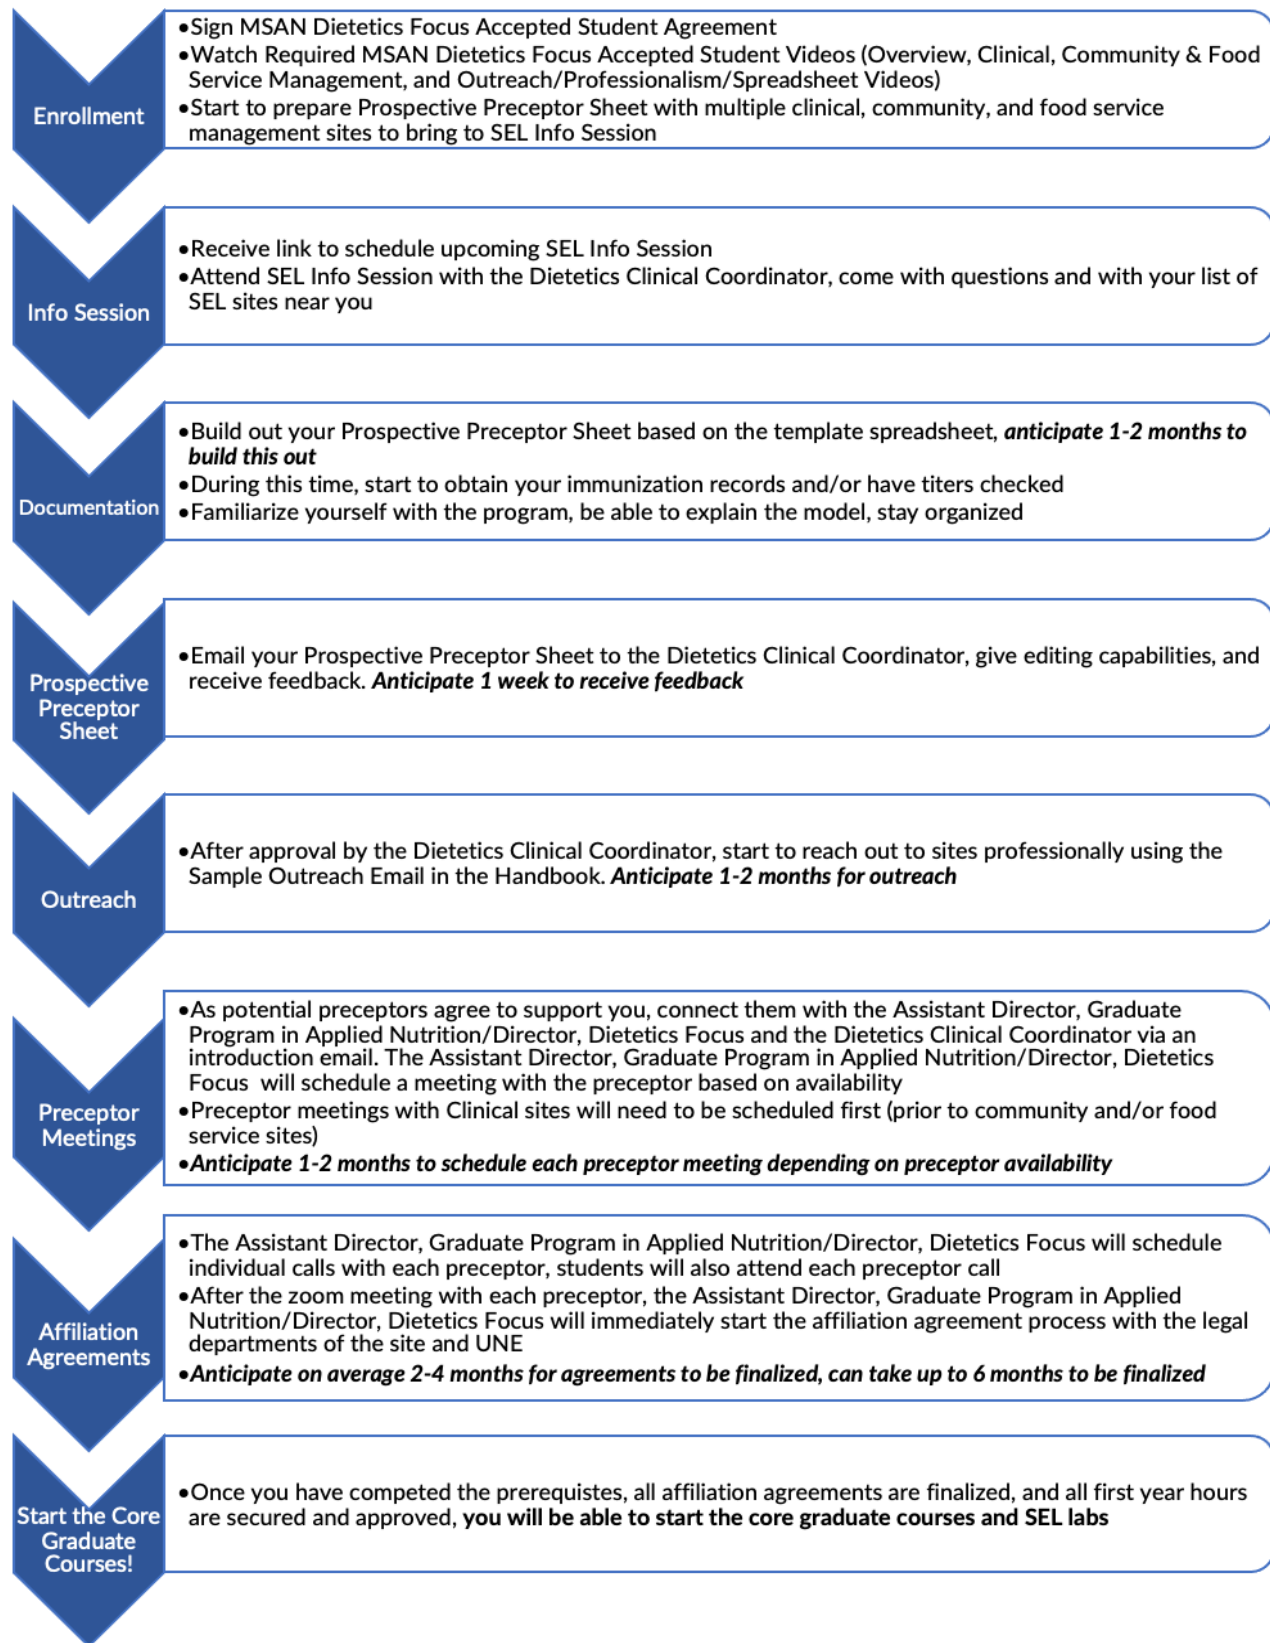 Enrollment
•Sign MSAN Dietetics Focus Accepted Student Agreement
•Watch Required MSAN Dietetics Focus Accepted Student Videos (Overview, Clinical, Community & Food
Service Management, and Outreach/Professionalism/Spreadsheet Videos)
•Start to prepare Prospective Preceptor Sheet with multiple clinical, community, and food service
management sites to bring to SEL Info Session
Info Session
•Receive link to schedule upcoming SEL Info Session
•Attend SEL Info Session with the Dietetics Clinical Coordinator, come with questions and with your list of
SEL sites near you
Documentation
•Build out your Prospective Preceptor Sheet based on the template spreadsheet, anticipate 1-2 months to
build this out
•During this time, start to obtain your immunization records and/or have titers checked
•Familiarize yourself with the program, be able to explain the model, stay organized
Prospective
Preceptor
Sheet
•Email your Prospective Preceptor Sheet to the Dietetics Clinical Coordinator, give editing capabilities, and
receive feedback. Anticipate 1 week to receive feedback
Outreach
•After approval by the Dietetics Clinical Coordinator, start to reach out to sites professionally using the
Sample Outreach Email in the Handbook. Anticipate 1-2 months for outreach
Preceptor
Meetings
•As potential preceptors agree to support you, connect them with the Assistant Director, Graduate
Program in Applied Nutrition/Director, Dietetics Focus and the Dietetics Clinical Coordinator via an
introduction email. The Assistant Director, Graduate Program in Applied Nutrition/Director, Dietetics
Focus will schedule a meeting with the preceptor based on availability
•Preceptor meetings with Clinical sites will need to be scheduled first (prior to community and/or food
service sites)
•Anticipate 1-2 months to schedule each preceptor meeting depending on preceptor availability
Affiliation
Agreements
•The Assistant Director, Graduate Program in Applied Nutrition/Director, Dietetics Focus will schedule
individual calls with each preceptor, students will also attend each preceptor call
•After the zoom meeting with each preceptor, the Assistant Director, Graduate Program in Applied
Nutrition/Director, Dietetics Focus will immediately start the affiliation agreement process with the legal
departments of the site and UNE
•Anticipate on average 2-4 months for agreements to be finalized, can take up to 6 months to be finalized
Start the Core
Graduate
Courses!
•Once you have competed the prerequistes, all affiliation agreements are finalized, and all first year hours
are secured and approved, you will be able to start the core graduate courses and SEL labs